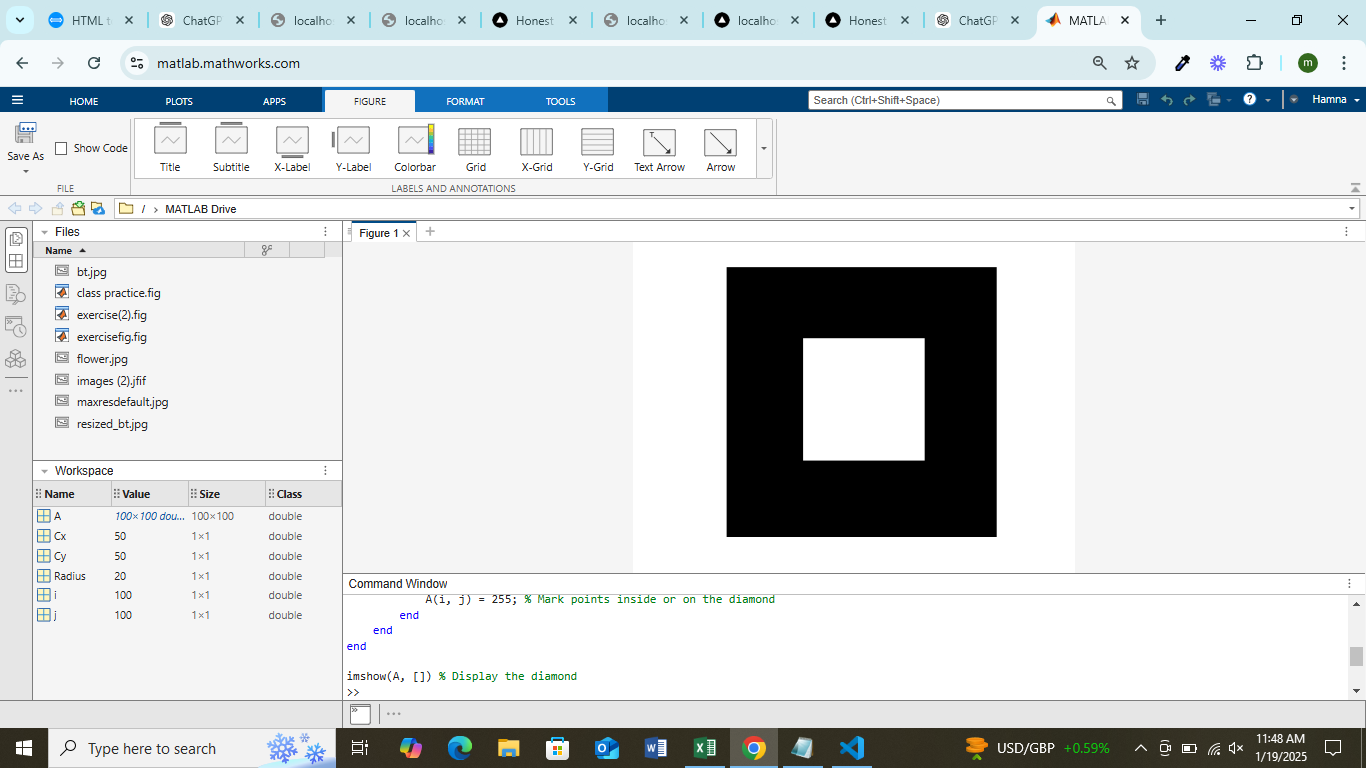 HTML t
ChatGP
localho
localho
Honest
localho
localho
Honest
ChatGP
MATLA
matlab.mathworks.com
m
HOME
PLOTS
APPS
FIGURE
FORMAT
TOOLS
Search (Ctrl+Shift+Space)
Hamna
Save As
Show Code
Title
Subtitle
X-Label
Y-Label
Colorbar
Grid
X-Grid
Y-Grid
Text Arrow
Arrow
FILE
LABELS AND ANNOTATIONS
/ › MATLAB Drive
Files
Name
bt.jpg
class practice.fig
exercise(2).fig
exercisefig.fig
flower.jpg
images (2).jfif
maxresdefault.jpg
resized_bt.jpg
Figure 1
Workspace
Name Value Size Class
A 100×100 dou... 100×100 double
Cx 50 1×1 double
Cy 50 1×1 double
Radius 20 1×1 double
i 100 1×1 double
j 100 1×1 double
Command Window
A(i, j) = 255; % Mark points inside or on the diamond
end
end
end
imshow(A, []) % Display the diamond
>>
Type here to search
USD/GBP +0.59%
11:48 AM
1/19/2025